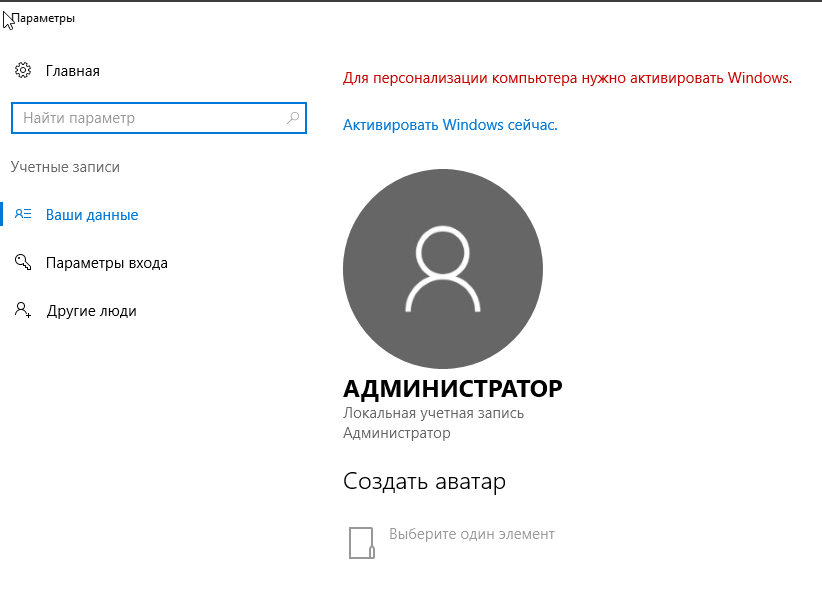 Параметры
Главная
Найти параметр
Учетные записи
Ваши данные
Параметры входа
Другие люди
Для персонализации компьютера нужно активировать Windows.
Активировать Windows сейчас.
АДМИНИСТРАТОР
Локальная учетная запись
Администратор
Создать аватар
Выберите один элемент